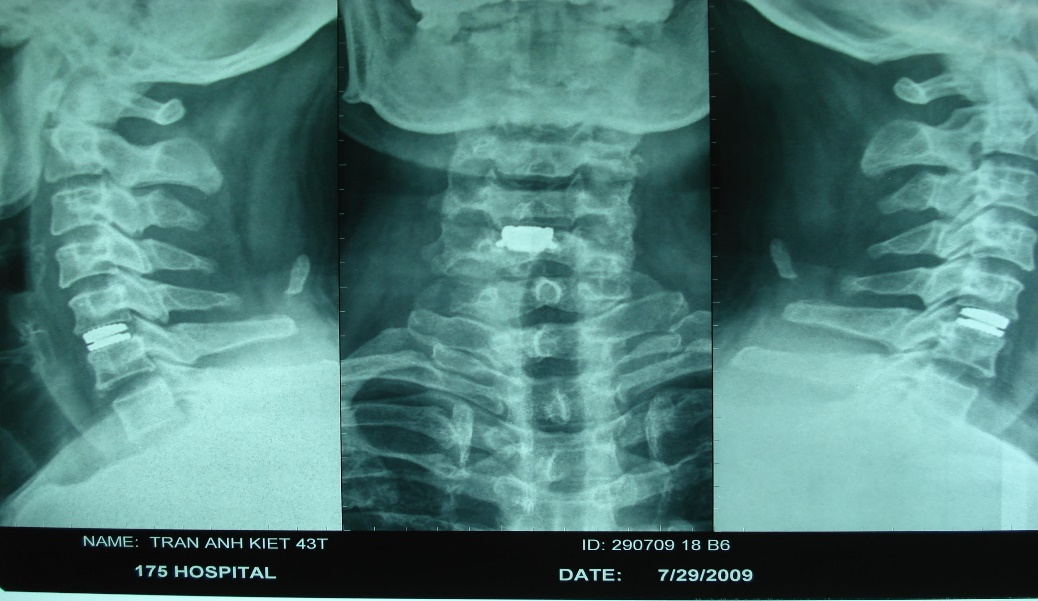 NAME: TRAN ANH KIET 43T
175 HOSPITAL
ID: 290709 18 B6
DATE: 7/29/2009